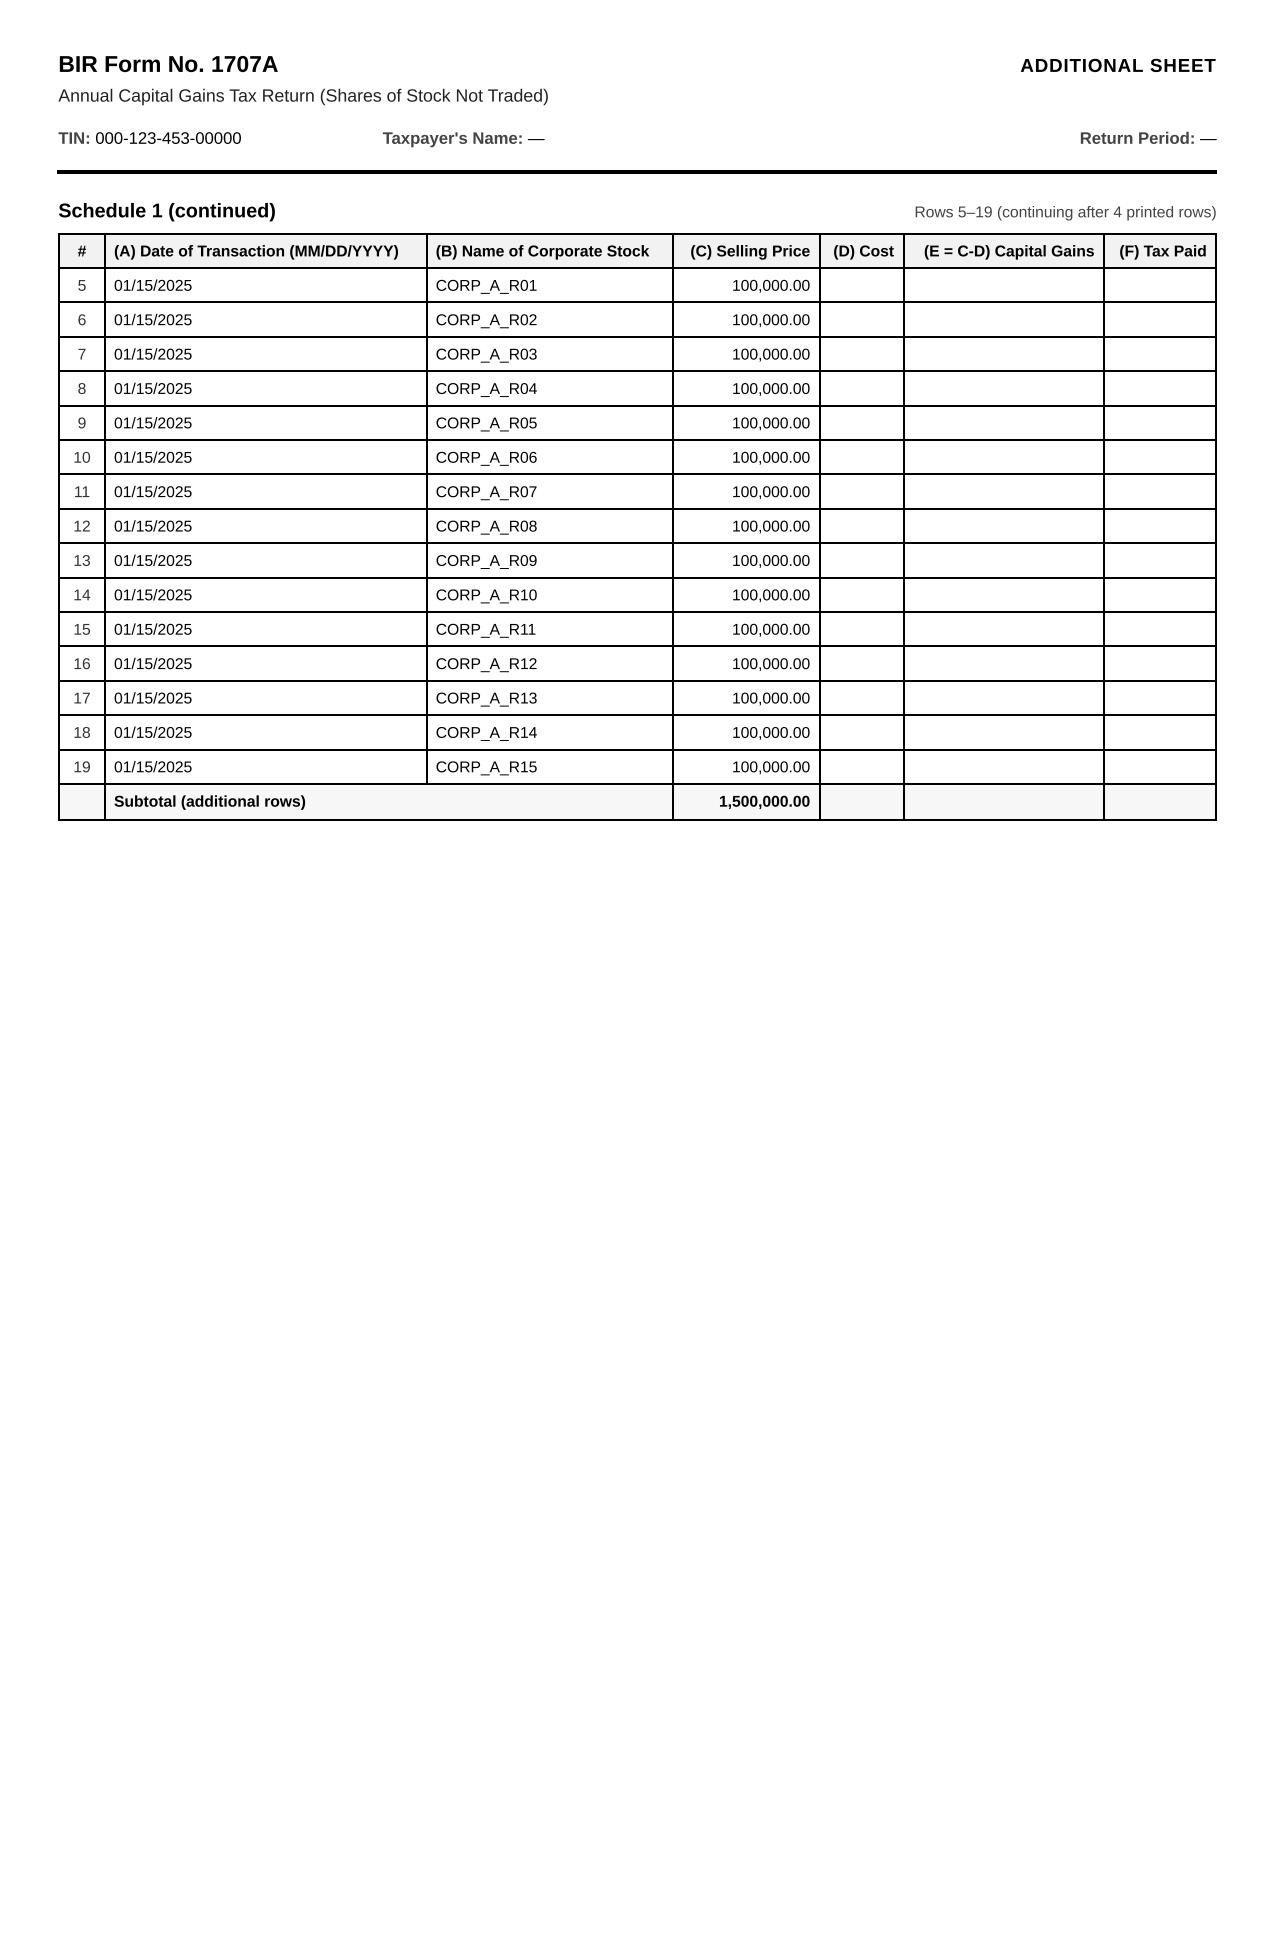 BIR Form No. 1707A
ADDITIONAL SHEET
Annual Capital Gains Tax Return (Shares of Stock Not Traded)
TIN: 000-123-453-00000 Taxpayer's Name: — Return Period: —
Schedule 1 (continued) Rows 5–19 (continuing after 4 printed rows)
# (A) Date of Transaction (MM/DD/YYYY) (B) Name of Corporate Stock (C) Selling Price (D) Cost (E = C-D) Capital Gains (F) Tax Paid
5 01/15/2025 CORP_A_R01 100,000.00
6 01/15/2025 CORP_A_R02 100,000.00
7 01/15/2025 CORP_A_R03 100,000.00
8 01/15/2025 CORP_A_R04 100,000.00
9 01/15/2025 CORP_A_R05 100,000.00
10 01/15/2025 CORP_A_R06 100,000.00
11 01/15/2025 CORP_A_R07 100,000.00
12 01/15/2025 CORP_A_R08 100,000.00
13 01/15/2025 CORP_A_R09 100,000.00
14 01/15/2025 CORP_A_R10 100,000.00
15 01/15/2025 CORP_A_R11 100,000.00
16 01/15/2025 CORP_A_R12 100,000.00
17 01/15/2025 CORP_A_R13 100,000.00
18 01/15/2025 CORP_A_R14 100,000.00
19 01/15/2025 CORP_A_R15 100,000.00
Subtotal (additional rows) 1,500,000.00